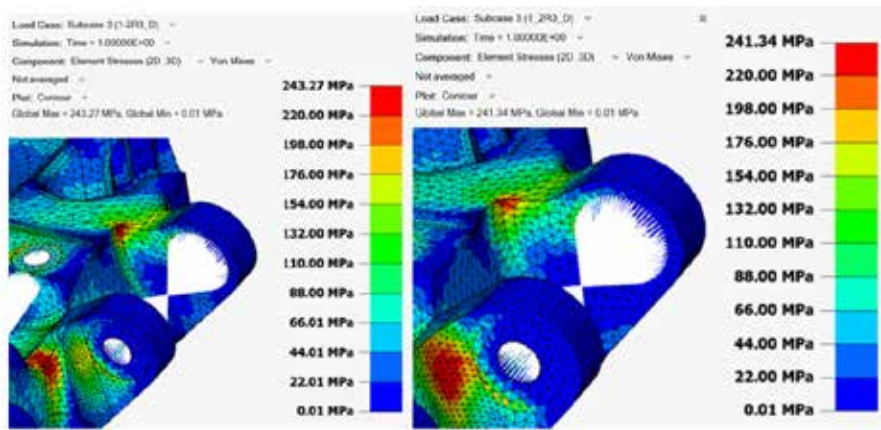 Load Case: Subcase 3 (1-2R3_D)
Simulation: Time = 1.00000E+00
Component: Element Stresses (2D 3D) Von Mises
Not averaged
Plot: Contour
Global Max = 243.27 MPa, Global Min = 0.01 MPa
243.27 MPa
220.00 MPa
198.00 MPa
176.00 MPa
154.00 MPa
132.00 MPa
110.00 MPa
88.00 MPa
66.01 MPa
44.01 MPa
22.01 MPa
0.01 MPa
Load Case: Subcase 3 (1_2R3_D)
Simulation: Time = 1.00000E+00
Component: Element Stresses (2D 3D) Von Mises
Not averaged
Plot: Contour
Global Max = 241.34 MPa, Global Min = 0.01 MPa
241.34 MPa
220.00 MPa
198.00 MPa
176.00 MPa
154.00 MPa
132.00 MPa
110.00 MPa
88.00 MPa
66.00 MPa
44.00 MPa
22.00 MPa
0.01 MPa